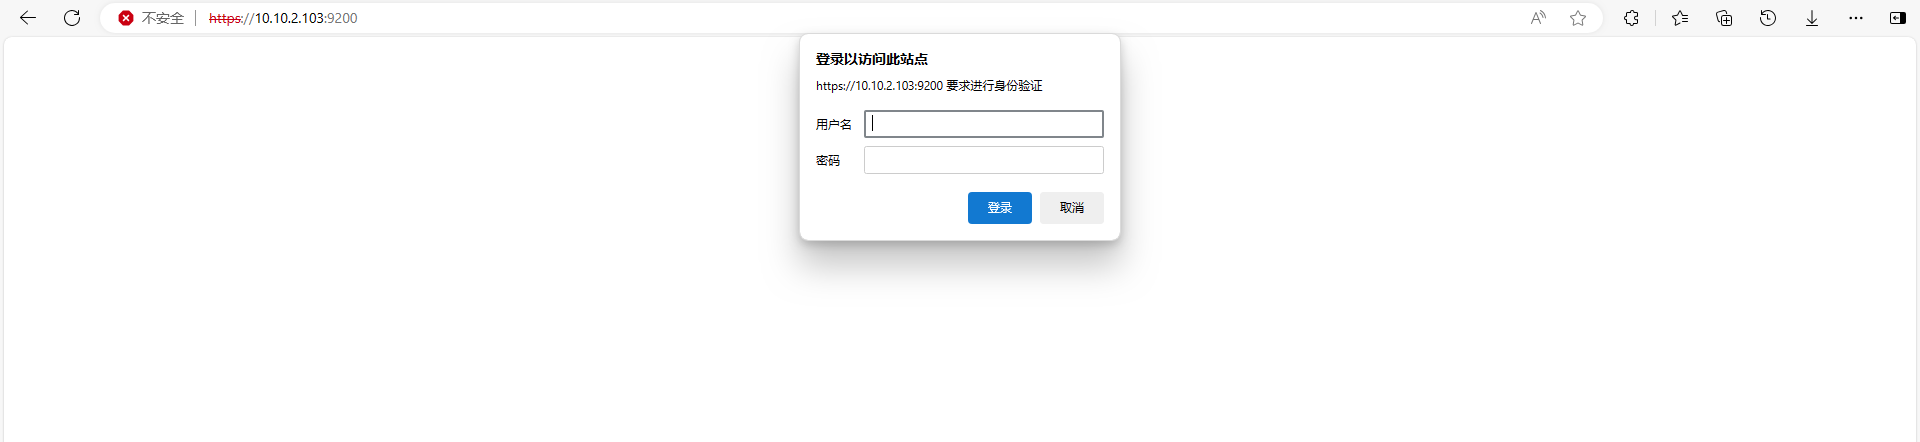 不安全 https://10.10.2.103:9200
登录以访问此站点
https://10.10.2.103:9200 要求进行身份验证
用户名
密码
登录 取消